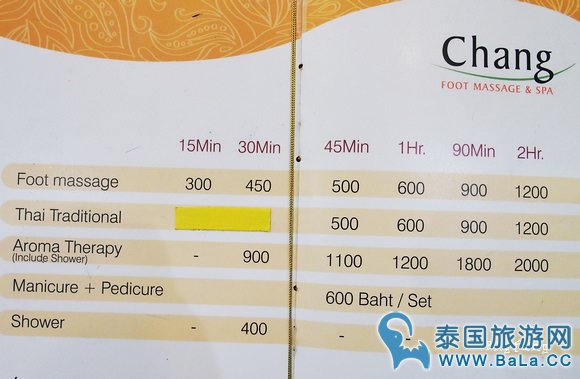 Chang
FOOT MASSAGE & SPA
15Min 30Min 45Min 1Hr. 90Min 2Hr.
Foot massage 300 450 500 600 900 1200
Thai Traditional 500 600 900 1200
Aroma Therapy - 900 1100 1200 1800 2000
(Include Shower)
Manicure + Pedicure 600 Baht / Set
Shower - 400 - -
泰国旅游网
www.BaLa.cc